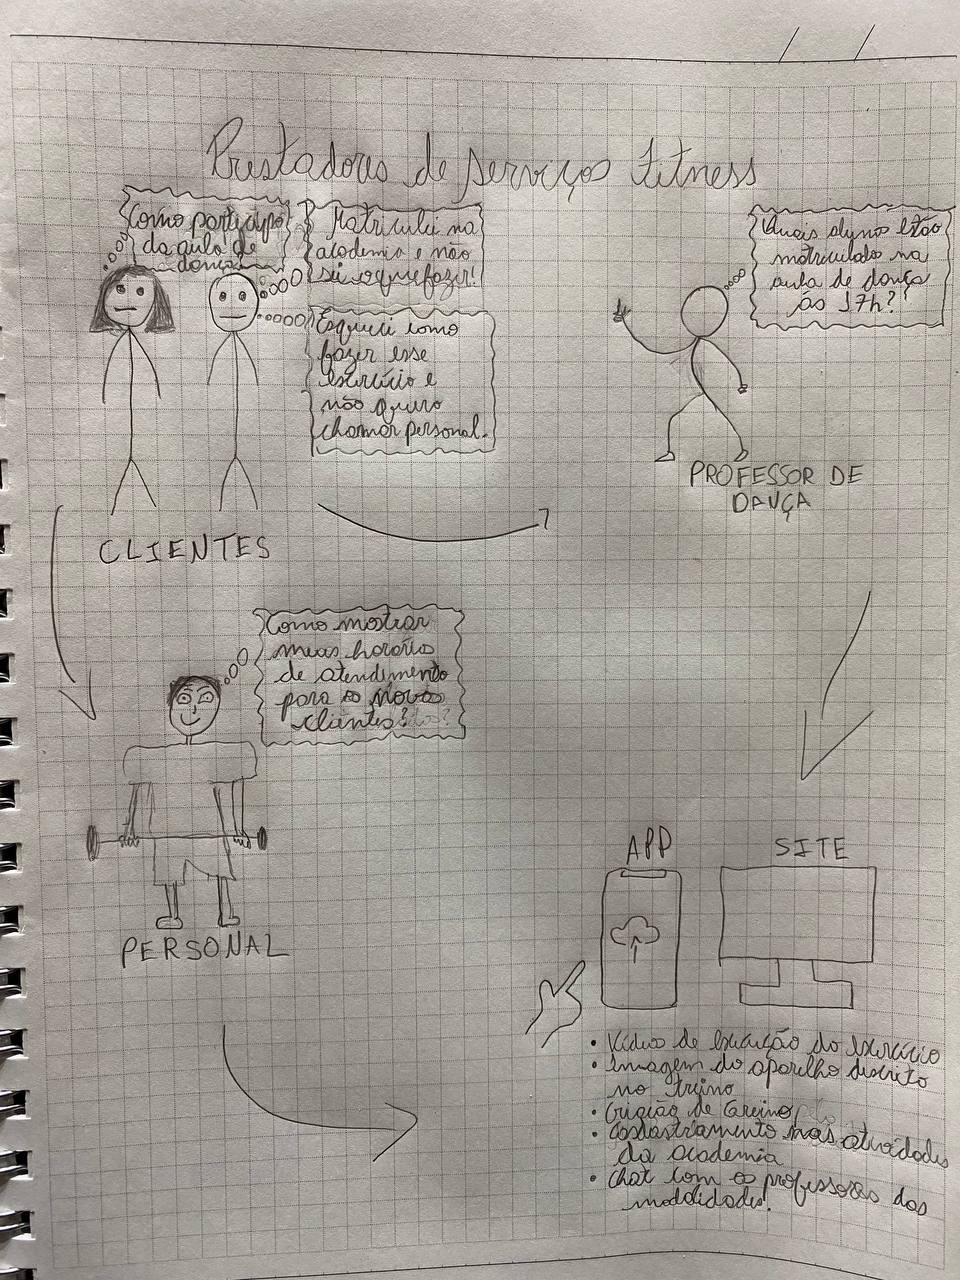 Prestadores de serviços Fitness
Como participo
da aula de
dança?
Matriculei na
academia e não
sei o que fazer!
Esqueci como
fazer esse
exercício e
não quero
chamar personal.
Quais alunos estão
matriculados na
aula de dança
às 17h?
PROFESSOR DE
DANÇA
CLIENTES
Como mostrar
meus horários
de atendimento
para os novos
clientes?
PERSONAL
APP
SITE
• Vídeo de execução do exercício
• Imagem do aparelho descrito
no treino
• Criação de treino
• Cadastramento nas atividades
da academia
• Chat com os professores das
modalidades!